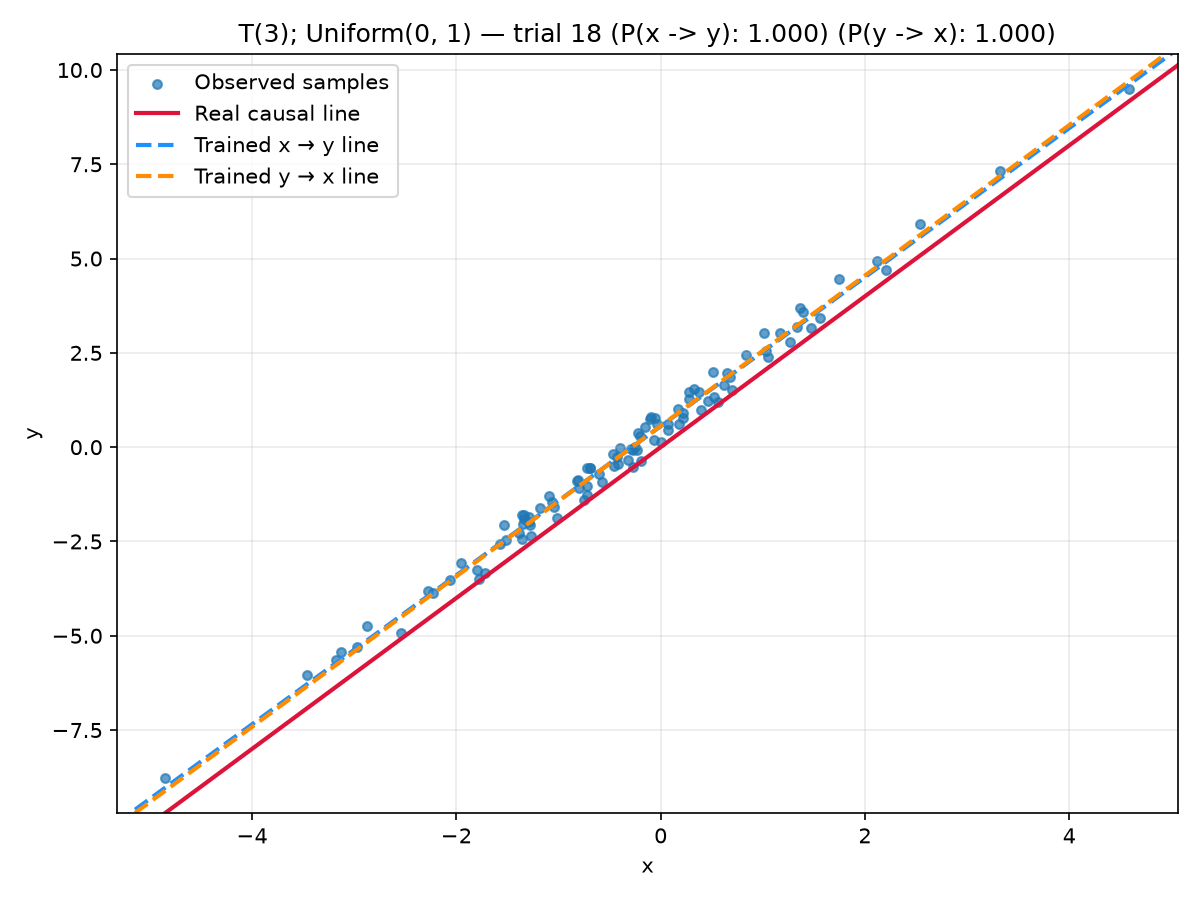 T(3); Uniform(0, 1) — trial 18 (P(x -> y): 1.000) (P(y -> x): 1.000)
Observed samples
Real causal line
Trained x → y line
Trained y → x line
10.0
7.5
5.0
2.5
0.0
−2.5
−5.0
−7.5
y
−4
−2
0
2
4
x